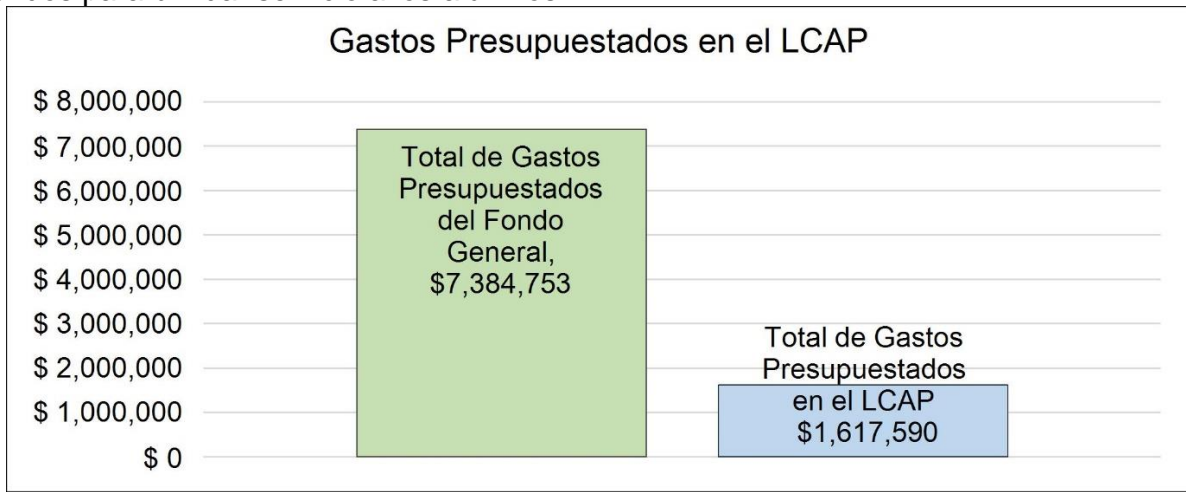 Gastos Presupuestados en el LCAP
$ 8,000,000
$ 7,000,000
$ 6,000,000
$ 5,000,000
$ 4,000,000
$ 3,000,000
$ 2,000,000
$ 1,000,000
$ 0
Total de Gastos
Presupuestados
del Fondo
General,
$7,384,753
Total de Gastos
Presupuestados
en el LCAP
$1,617,590